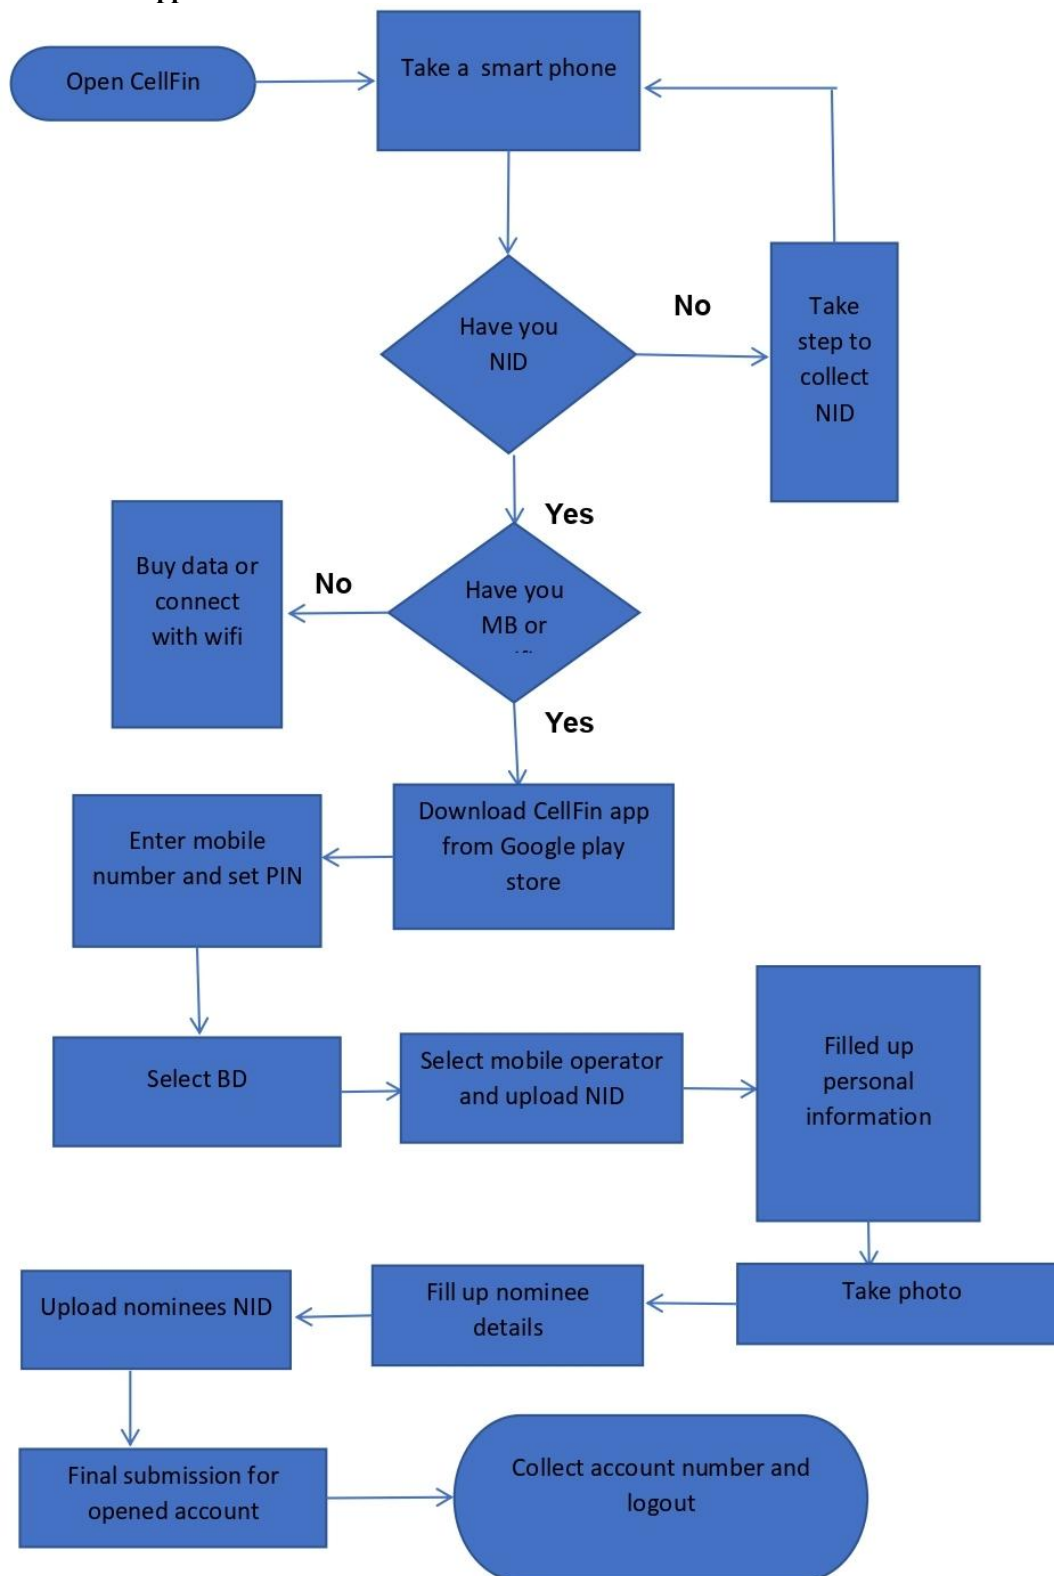 Open CellFin
Take a smart phone
Have you
NID
No
Take
step to
collect
NID
Yes
Buy data or
connect
with wifi
No
Have you
MB or
Yes
Download CellFin app
from Google play
store
Enter mobile
number and set PIN
Select BD
Select mobile operator
and upload NID
Filled up
personal
information
Take photo
Fill up nominee
details
Upload nominees NID
Final submission for
opened account
Collect account number and
logout